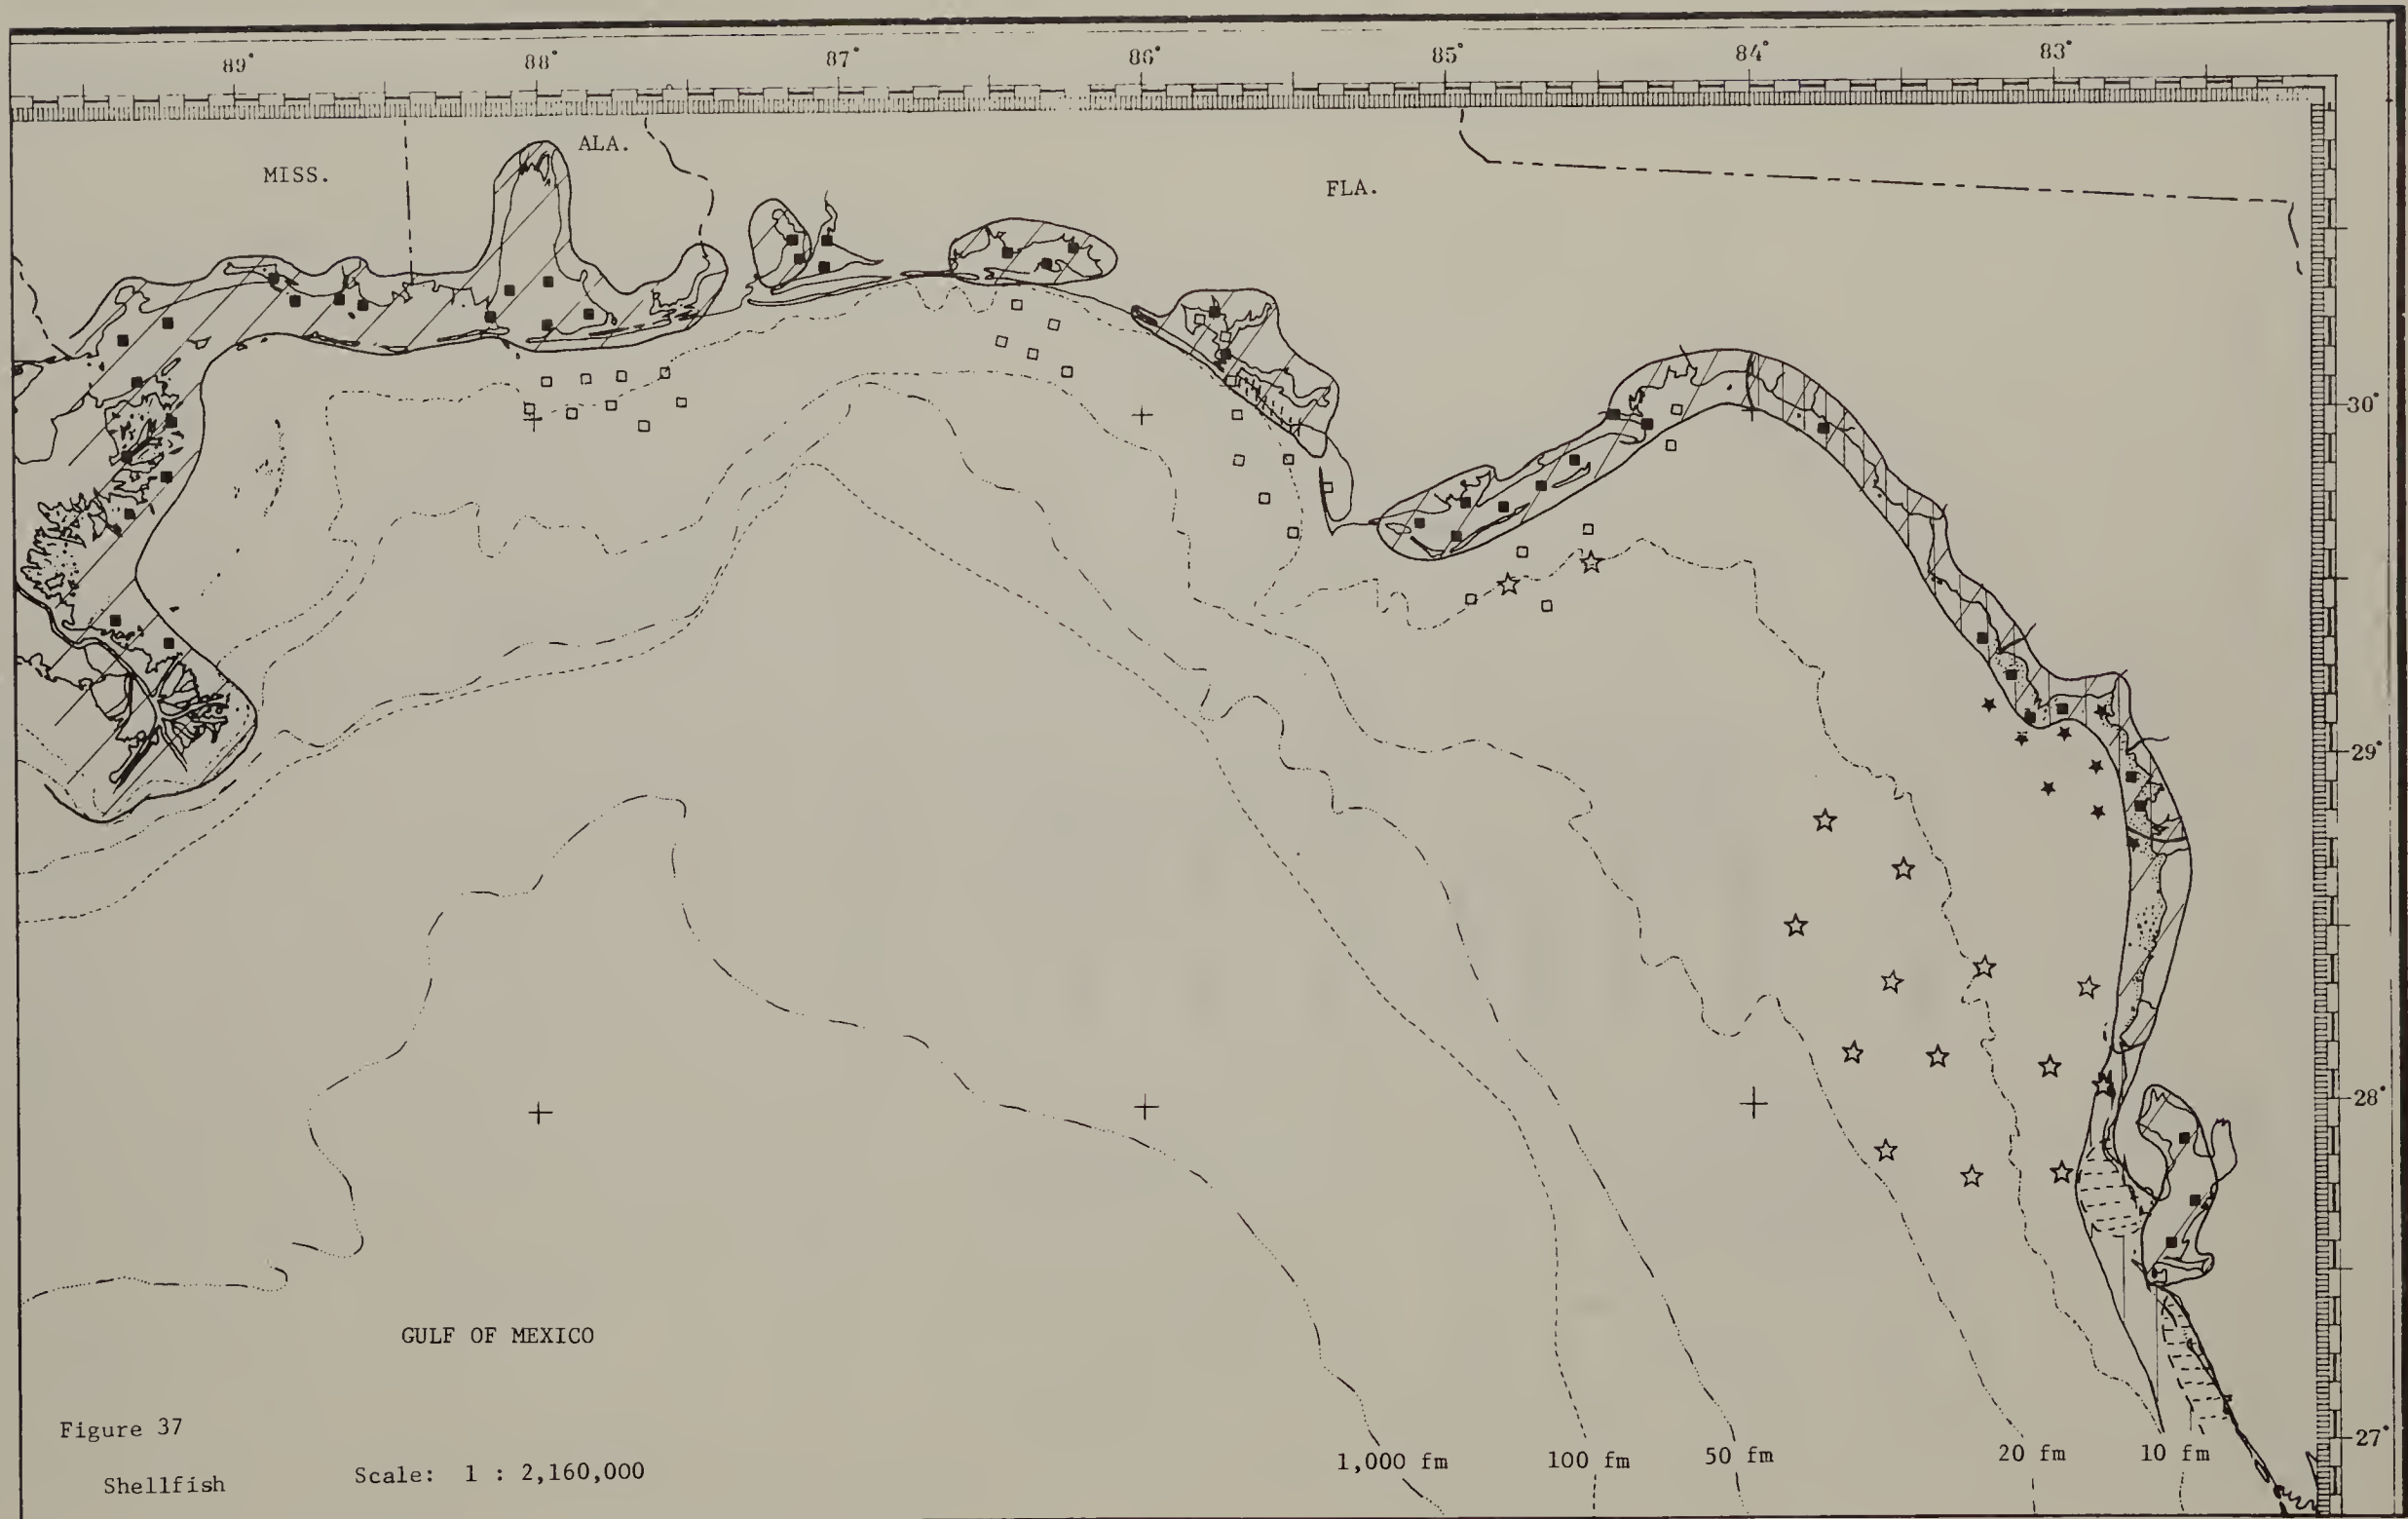 89° 88° 87° 86° 85° 84° 83°
MISS.
ALA.
FLA.
30°
29°
28°
27°
GULF OF MEXICO
Figure 37
Shellfish
Scale: 1 : 2,160,000
1,000 fm 100 fm 50 fm 20 fm 10 fm